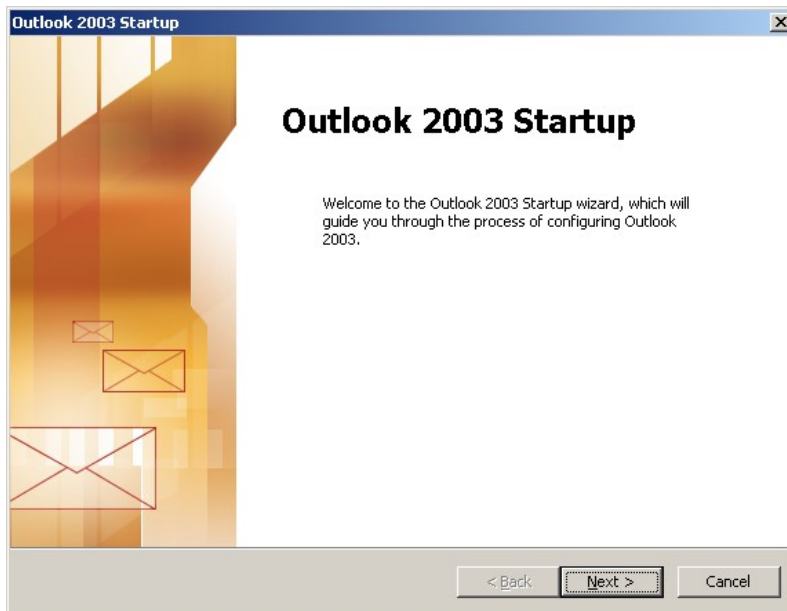 Outlook 2003 Startup
Outlook 2003 Startup
Welcome to the Outlook 2003 Startup wizard, which will
guide you through the process of configuring Outlook
2003.
< Back
Next >
Cancel